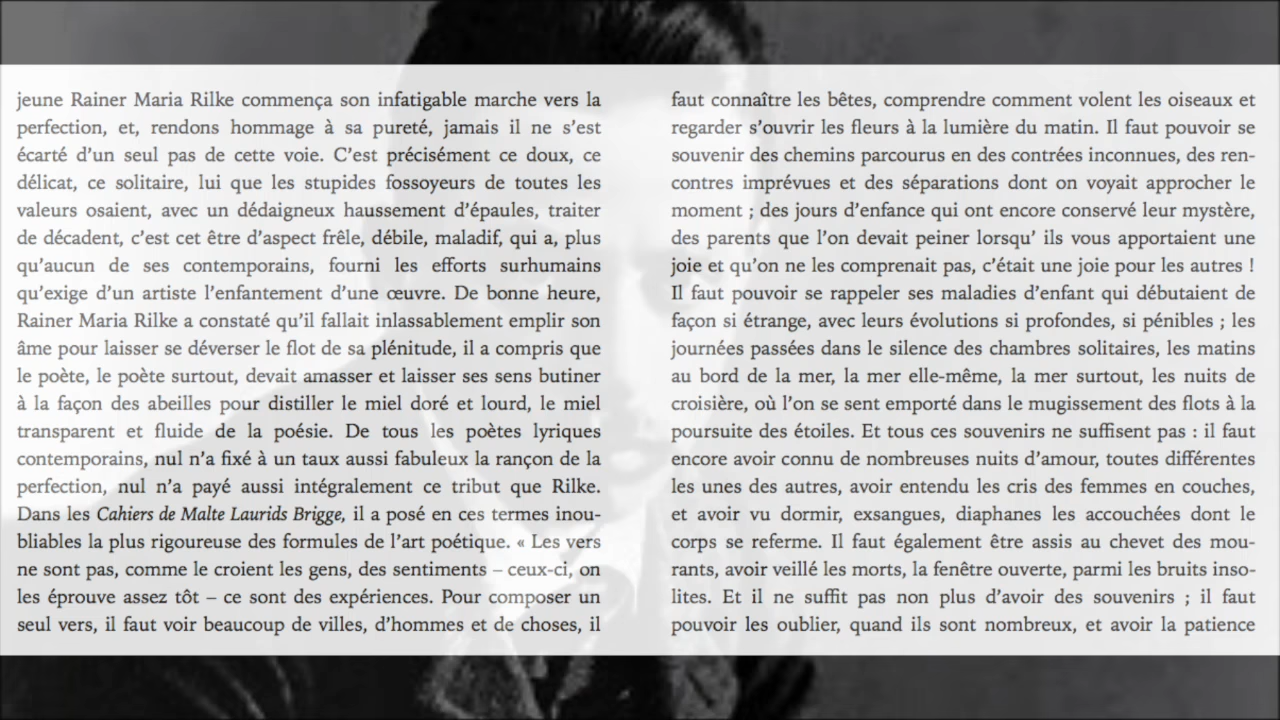 jeune Rainer Maria Rilke commença son infatigable marche vers la
perfection, et, rendons hommage à sa pureté, jamais il ne s'est
écarté d'un seul pas de cette voie. C'est précisément ce doux, ce
délicat, ce solitaire, lui que les stupides fossoyeurs de toutes les
valeurs osaient, avec un dédaigneux haussement d'épaules, traiter
de décadent, c'est cet être d'aspect frêle, débile, maladif, qui a, plus
qu'aucun de ses contemporains, fourni les efforts surhumains
qu'exige d'un artiste l'enfantement d'une œuvre. De bonne heure,
Rainer Maria Rilke a constaté qu'il fallait inlassablement emplir son
âme pour laisser se déverser le flot de sa plénitude, il a compris que
le poète, le poète surtout, devait amasser et laisser ses sens butiner
à la façon des abeilles pour distiller le miel doré et lourd, le miel
transparent et fluide de la poésie. De tous les poètes lyriques
contemporains, nul n'a fixé à un taux aussi fabuleux la rançon de la
perfection, nul n'a payé aussi intégralement ce tribut que Rilke.
Dans les Cahiers de Malte Laurids Brigge, il a posé en ces termes inou-
bliables la plus rigoureuse des formules de l'art poétique. « Les vers
ne sont pas, comme le croient les gens, des sentiments – ceux-ci, on
les éprouve assez tôt – ce sont des expériences. Pour composer un
seul vers, il faut voir beaucoup de villes, d'hommes et de choses, il
faut connaître les bêtes, comprendre comment volent les oiseaux et
regarder s'ouvrir les fleurs à la lumière du matin. Il faut pouvoir se
souvenir des chemins parcourus en des contrées inconnues, des ren-
contres imprévues et des séparations dont on voyait approcher le
moment ; des jours d'enfance qui ont encore conservé leur mystère,
des parents que l'on devait peiner lorsqu' ils vous apportaient une
joie et qu'on ne les comprenait pas, c'était une joie pour les autres !
Il faut pouvoir se rappeler ses maladies d'enfant qui débutaient de
façon si étrange, avec leurs évolutions si profondes, si pénibles ; les
journées passées dans le silence des chambres solitaires, les matins
au bord de la mer, la mer elle-même, la mer surtout, les nuits de
croisière, où l'on se sent emporté dans le mugissement des flots à la
poursuite des étoiles. Et tous ces souvenirs ne suffisent pas : il faut
encore avoir connu de nombreuses nuits d'amour, toutes différentes
les unes des autres, avoir entendu les cris des femmes en couches,
et avoir vu dormir, exsangues, diaphanes les accouchées dont le
corps se referme. Il faut également être assis au chevet des mou-
rants, avoir veillé les morts, la fenêtre ouverte, parmi les bruits inso-
lites. Et il ne suffit pas non plus d'avoir des souvenirs ; il faut
pouvoir les oublier, quand ils sont nombreux, et avoir la patience